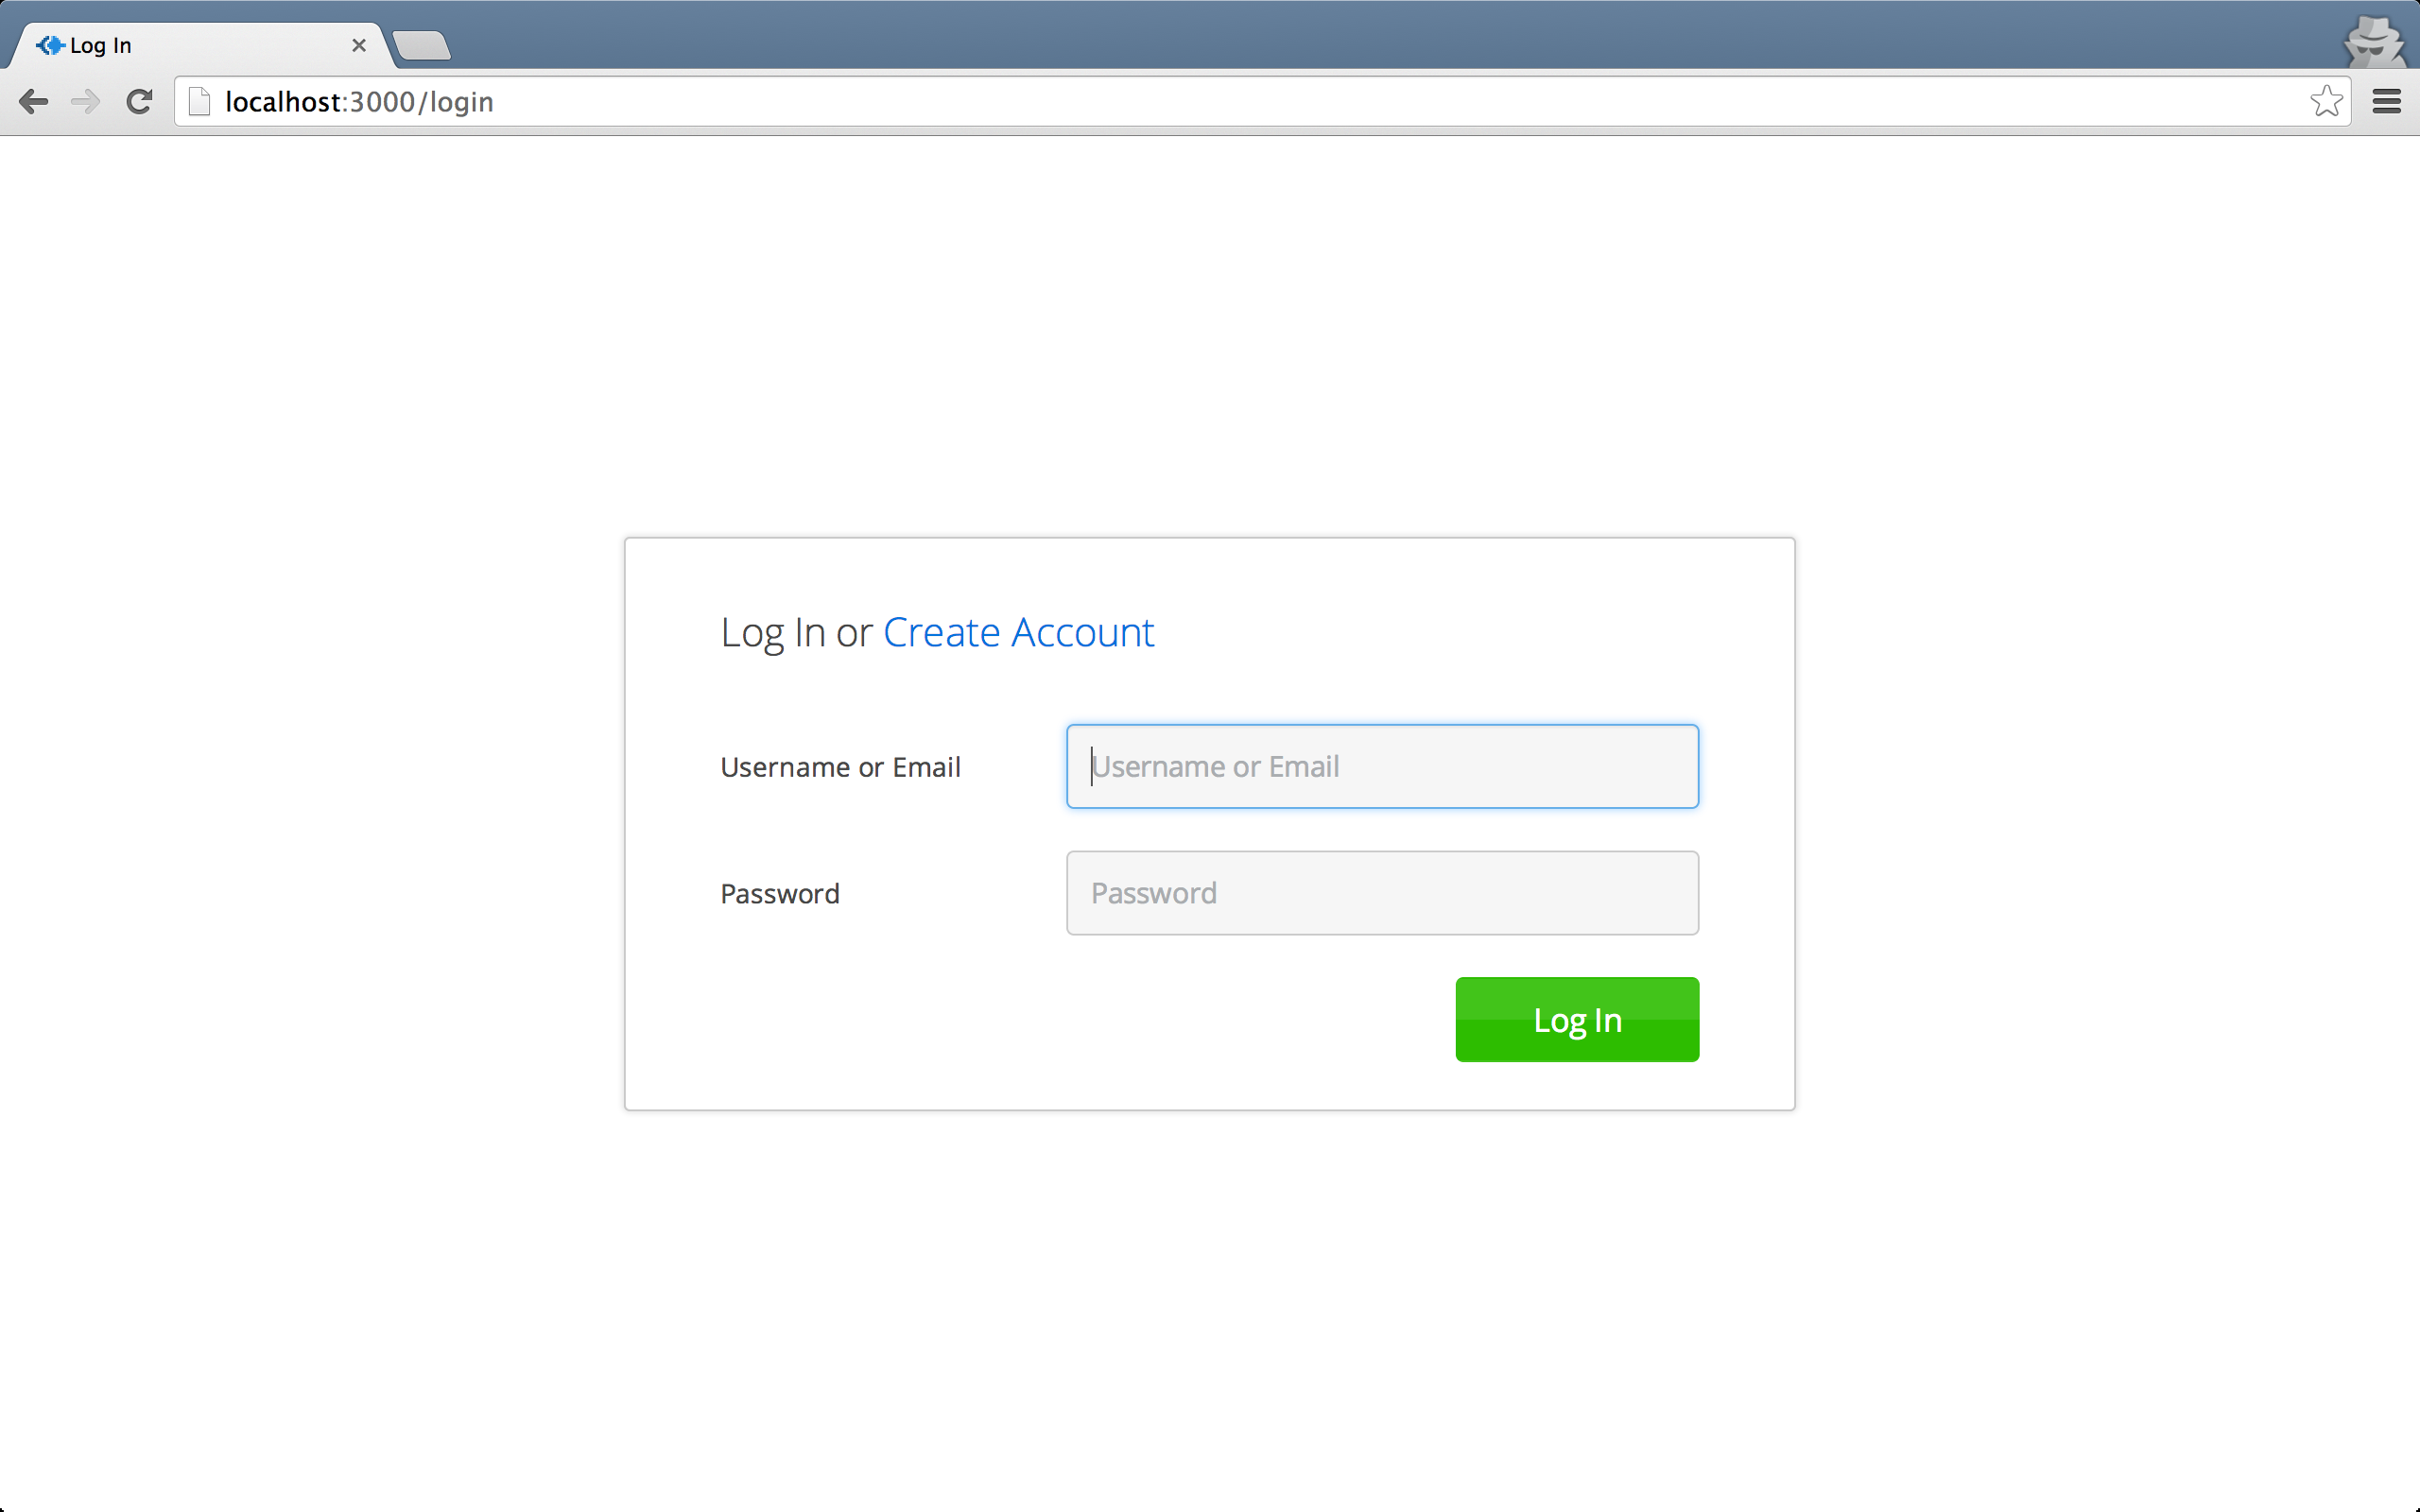 Log In
localhost:3000/login
Log In or Create Account
Username or Email Username or Email
Password Password
Log In